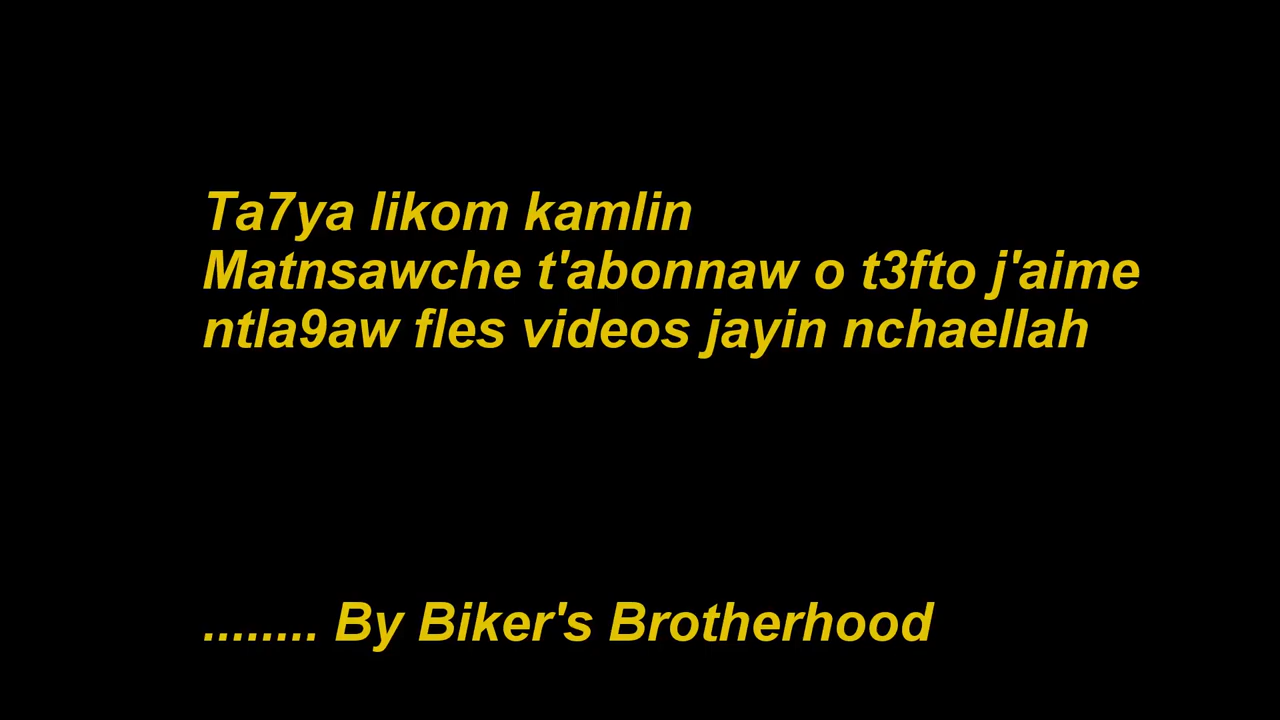 Ta7ya likom kamlin
Matnsawche t'abonnaw o t3fto j'aime
ntla9aw fles videos jayin nchaellah
........ By Biker's Brotherhood